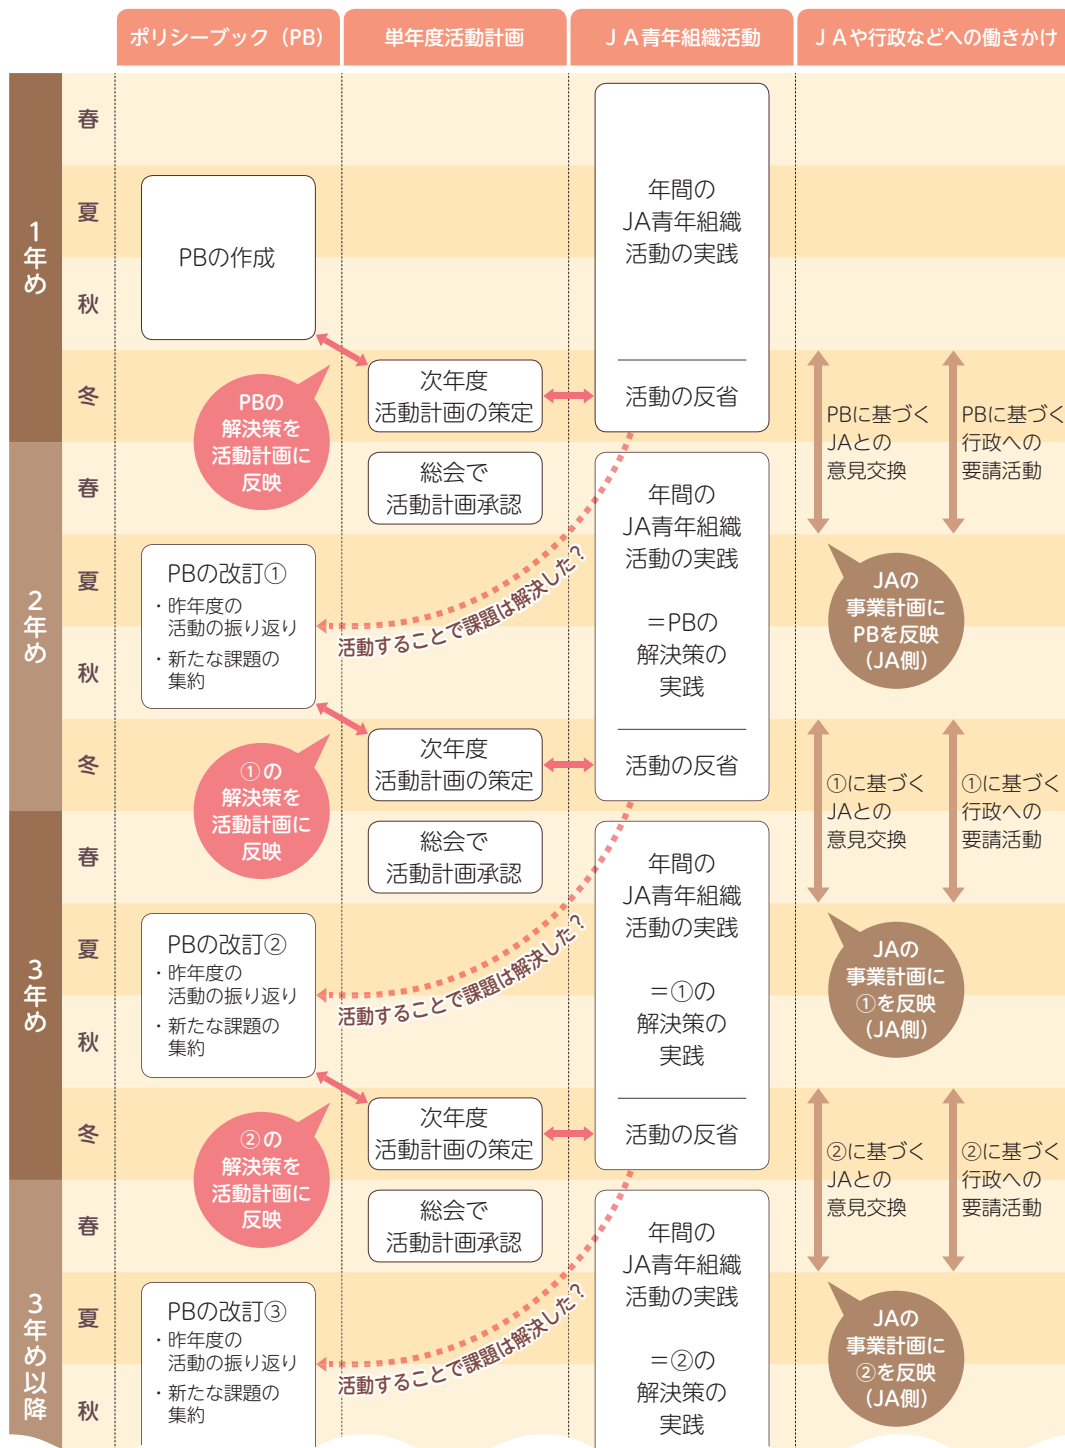 ポリシーブック（PB）
単年度活動計画
ＪＡ青年組織活動
ＪＡや行政などへの働きかけ
1年め
春
夏
秋
冬
PBの作成
年間の
JA青年組織
活動の実践
活動の反省
次年度
活動計画の策定
PBの
解決策を
活動計画に
反映
PBに基づく
JAとの
意見交換
PBに基づく
行政への
要請活動
2年め
春
夏
秋
冬
総会で
活動計画承認
年間の
JA青年組織
活動の実践
＝PBの
解決策の
実践
活動の反省
活動することで課題は解決した？
PBの改訂①
・昨年度の
活動の振り返り
・新たな課題の
集約
JAの
事業計画に
PBを反映
（JA側）
次年度
活動計画の策定
①の
解決策を
活動計画に
反映
①に基づく
JAとの
意見交換
①に基づく
行政への
要請活動
3年め
春
夏
秋
冬
総会で
活動計画承認
年間の
JA青年組織
活動の実践
＝①の
解決策の
実践
活動の反省
活動することで課題は解決した？
PBの改訂②
・昨年度の
活動の振り返り
・新たな課題の
集約
JAの
事業計画に
①を反映
（JA側）
次年度
活動計画の策定
②の
解決策を
活動計画に
反映
②に基づく
JAとの
意見交換
②に基づく
行政への
要請活動
3年め以降
春
夏
秋
総会で
活動計画承認
年間の
JA青年組織
活動の実践
＝②の
解決策の
実践
活動することで課題は解決した？
PBの改訂③
・昨年度の
活動の振り返り
・新たな課題の
集約
JAの
事業計画に
②を反映
（JA側）